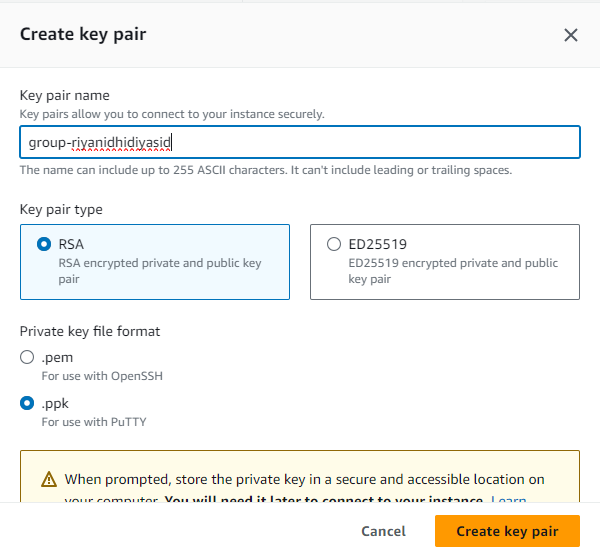 Create key pair
Key pair name
Key pairs allow you to connect to your instance securely.
group-riyanidhidiyasid
The name can include up to 255 ASCII characters. It can't include leading or trailing spaces.
Key pair type
RSA
RSA encrypted private and public key
pair
ED25519
ED25519 encrypted private and public
key pair
Private key file format
.pem
For use with OpenSSH
.ppk
For use with PuTTY
When prompted, store the private key in a secure and accessible location on
your computer. You will need it later to connect to your instance. Learn
Cancel
Create key pair